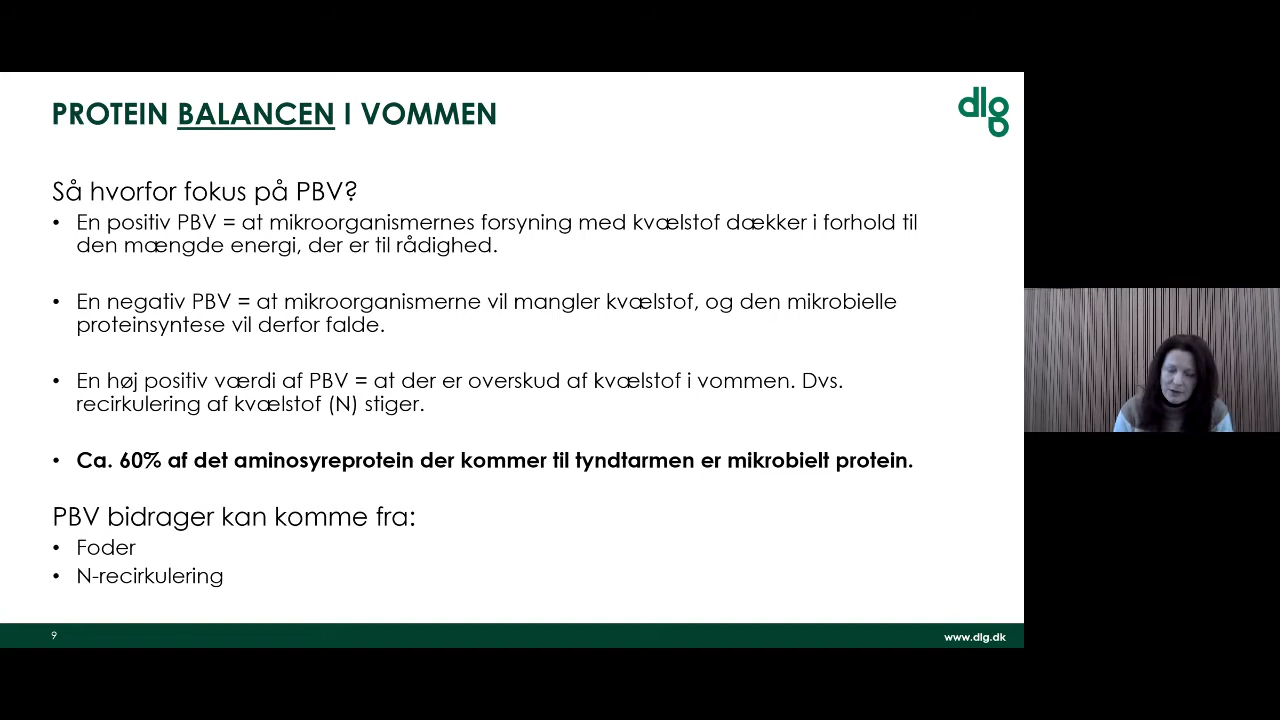 PROTEIN BALANCEN I VOMMEN
dlg
Så hvorfor fokus på PBV?
• En positiv PBV = at mikroorganismernes forsyning med kvælstof dækker i forhold til
den mængde energi, der er til rådighed.
• En negativ PBV = at mikroorganismerne vil mangler kvælstof, og den mikrobielle
proteinsyntese vil derfor falde.
• En høj positiv værdi af PBV = at der er overskud af kvælstof i vommen. Dvs.
recirkulering af kvælstof (N) stiger.
• Ca. 60% af det aminosyreprotein der kommer til tyndtarmen er mikrobielt protein.
PBV bidrager kan komme fra:
• Foder
• N-recirkulering
9
www.dlg.dk